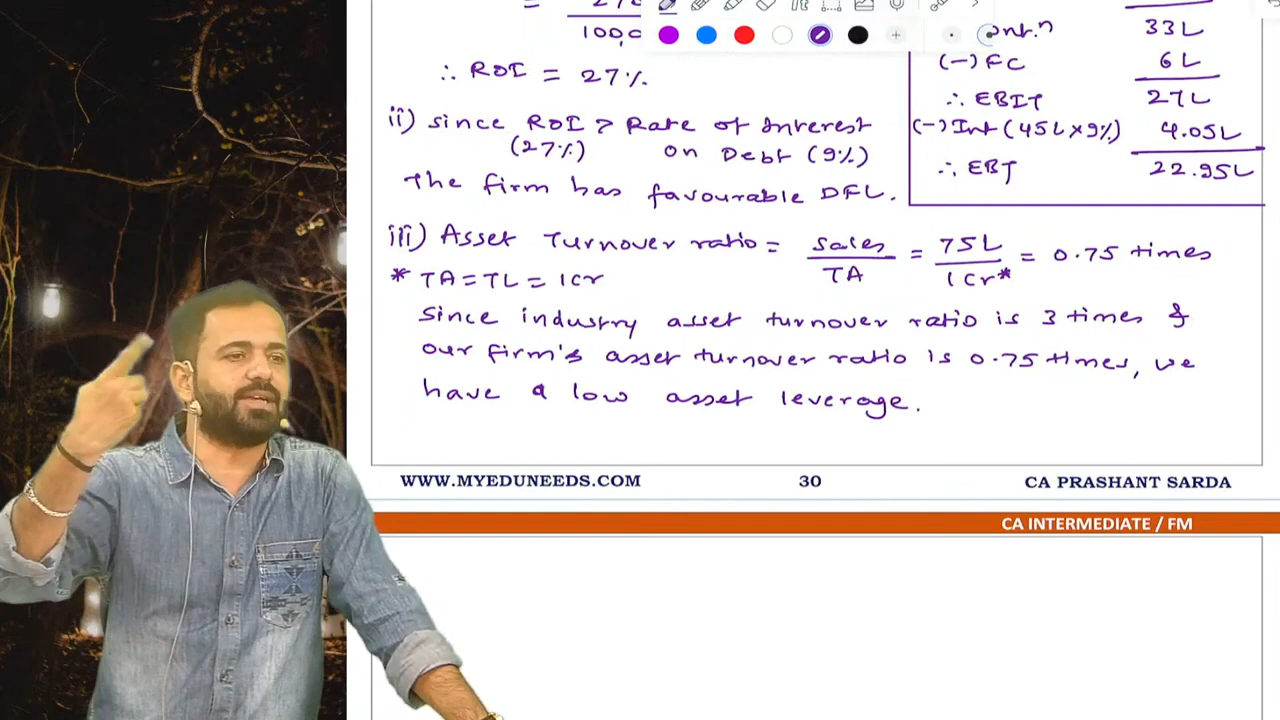 =
100,0
∴ ROI = 27%
ii) since ROI > Rate of Interest
(27%) on Debt (9%)
The firm has favourable DFL.
iii) Asset Turnover ratio = Sales / TA = 75L / 1Cr* = 0.75 times
* TA = TL = 1Cr
Since industry asset turnover ratio is 3 times &
our firm's asset turnover ratio is 0.75 times, we
have a low asset leverage.
ont.n 33L
(-) FC 6L
∴ EBIT 27L
(-) Int (45L x 9%) 4.05L
∴ EBT 22.95L
WWW.MYEDUNEEDS.COM 30 CA PRASHANT SARDA
CA INTERMEDIATE / FM